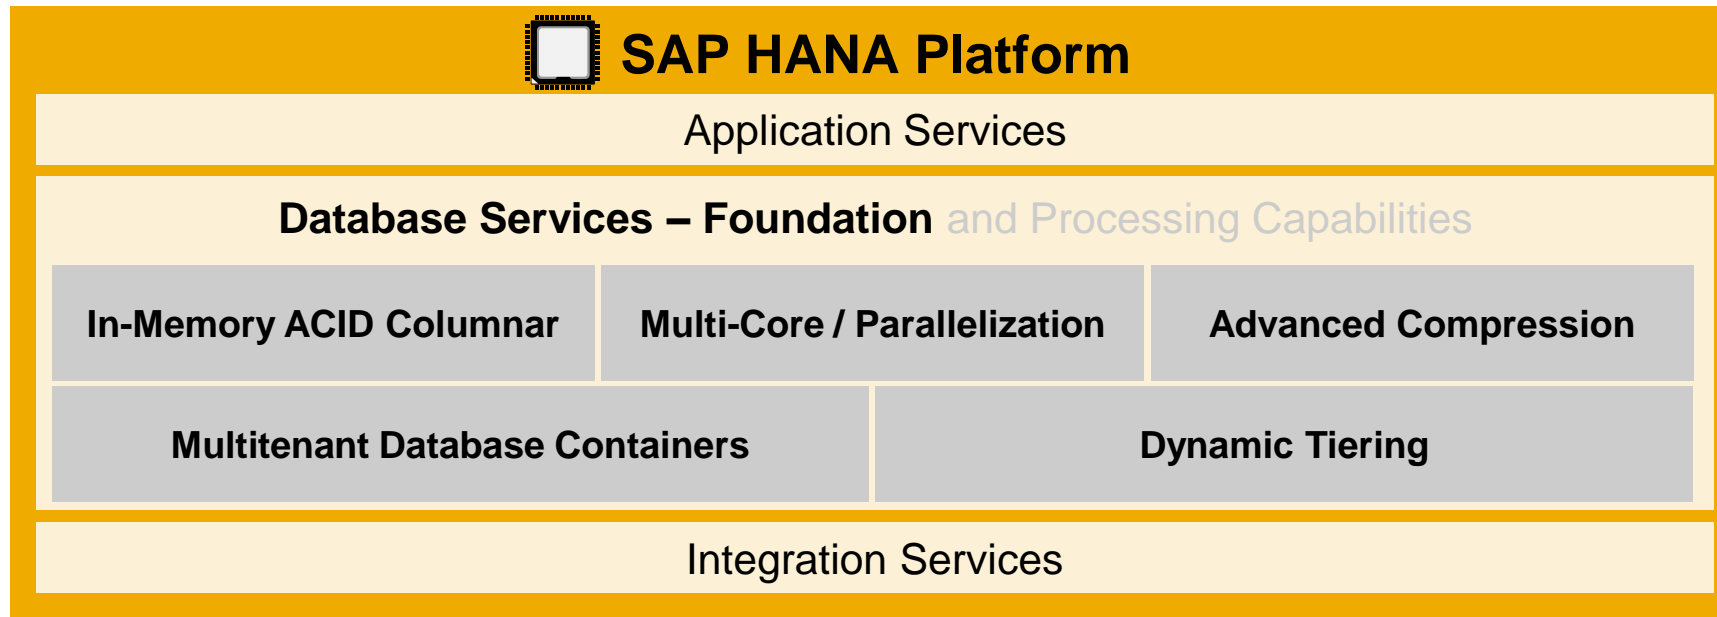 SAP HANA Platform
Application Services
Database Services – Foundation and Processing Capabilities
In-Memory ACID Columnar
Multi-Core / Parallelization
Advanced Compression
Multitenant Database Containers
Dynamic Tiering
Integration Services